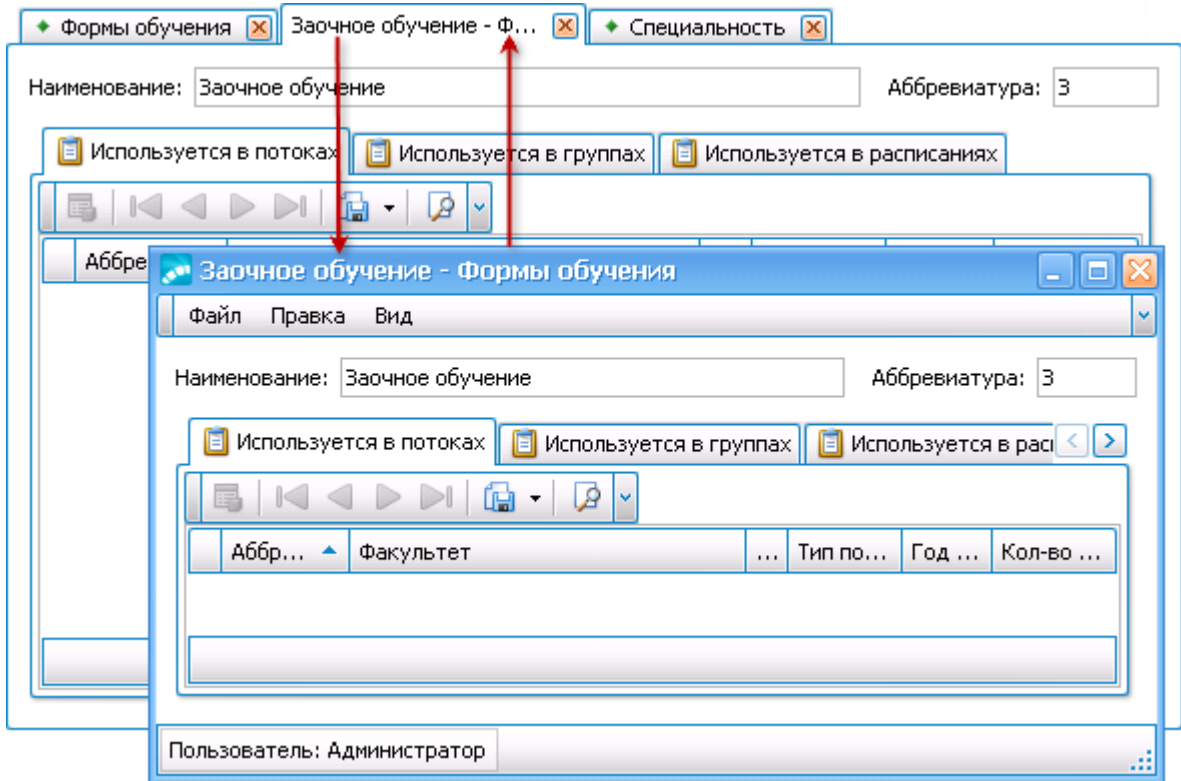 Формы обучения Заочное обучение - Ф... Специальность
Наименование: Заочное обучение Аббревиатура: З
Используется в потоках Используется в группах Используется в расписаниях
Аббре
Заочное обучение - Формы обучения
Файл Правка Вид
Наименование: Заочное обучение Аббревиатура: З
Используется в потоках Используется в группах Используется в рас
Аббр... Факультет ... Тип по... Год ... Кол-во ...
Пользователь: Администратор